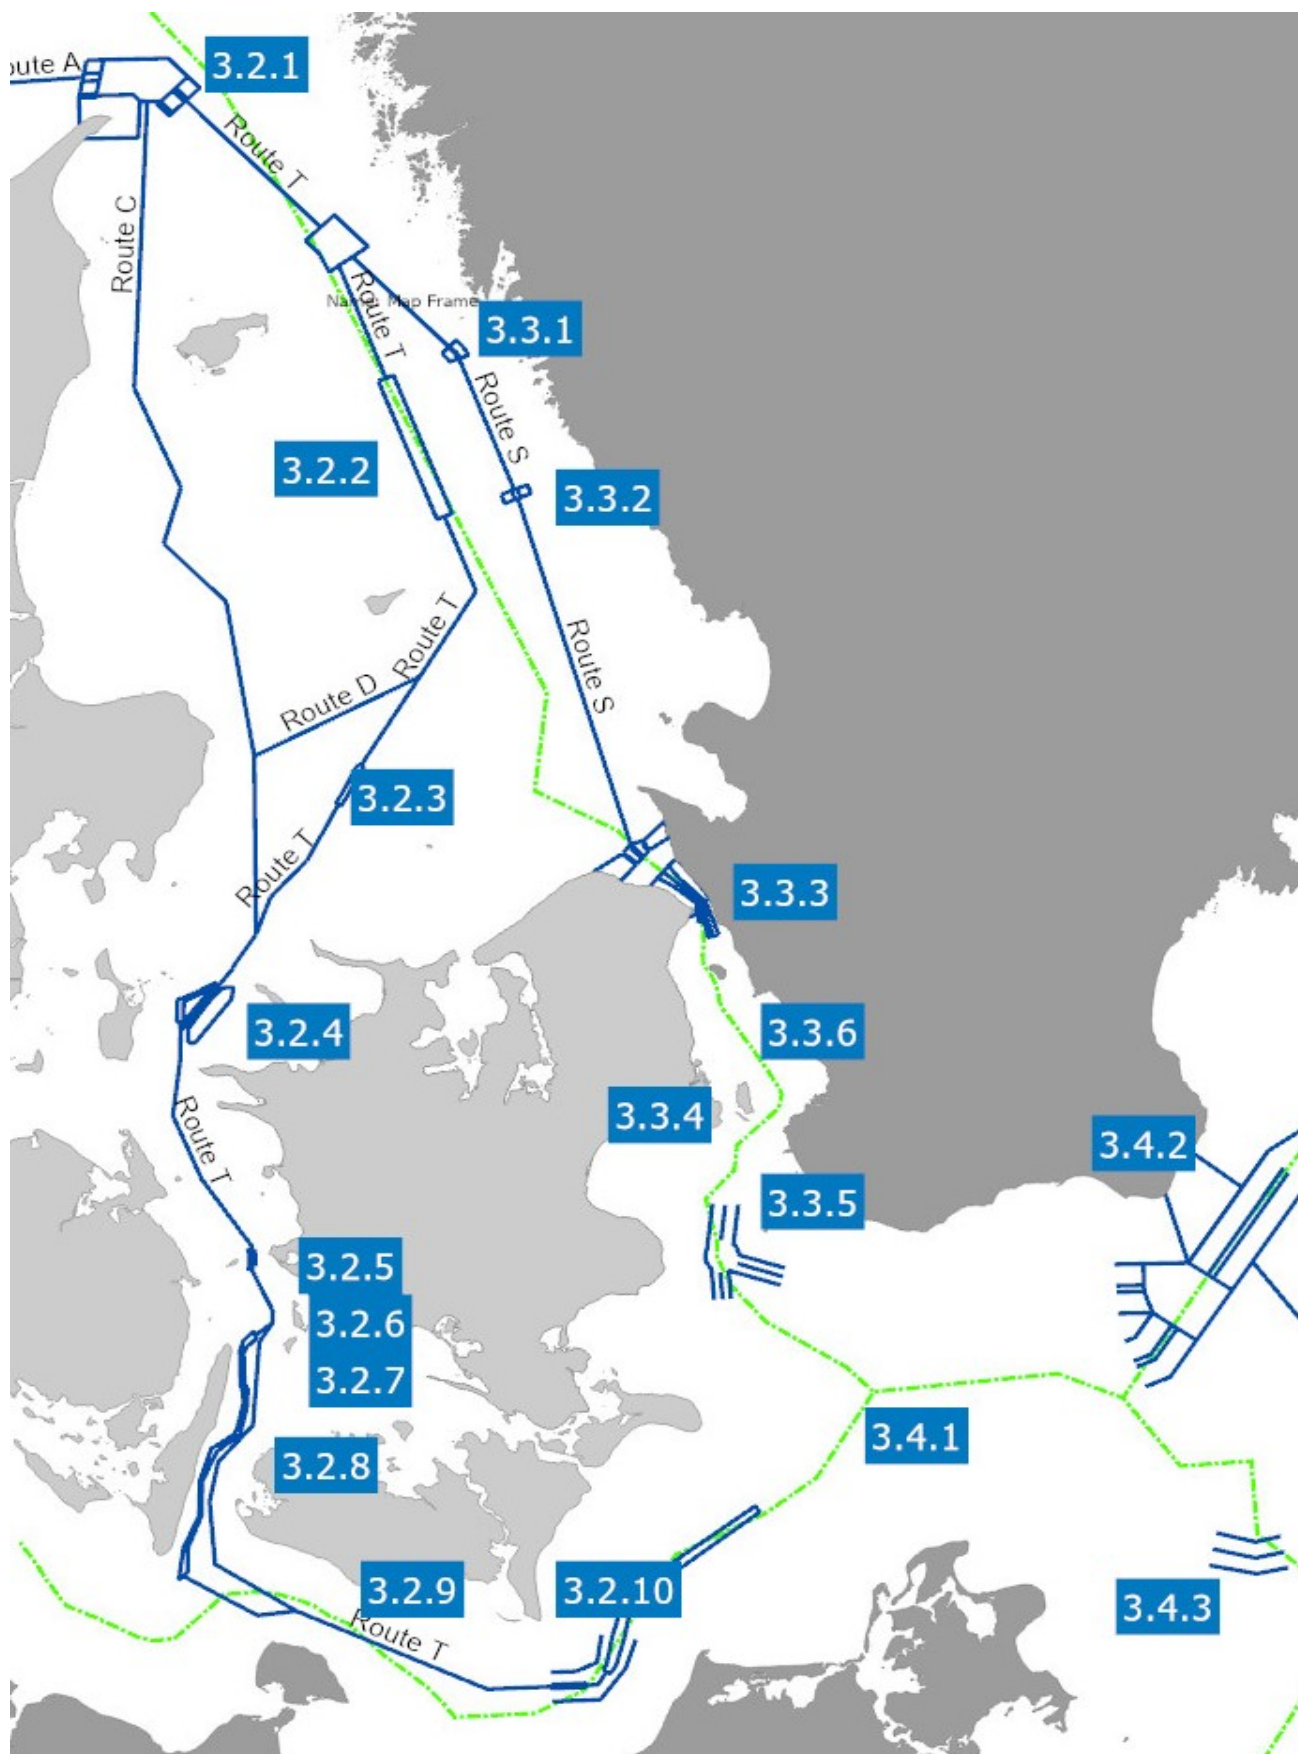 oute A
3.2.1
Route T
Route C
Name: Map Frame
Route T
3.3.1
Route S
3.2.2
3.3.2
Route T
Route S
Route D
3.2.3
Route T
3.3.3
3.2.4
3.3.6
3.3.4
Route T
3.4.2
3.3.5
3.2.5
3.2.6
3.2.7
3.4.1
3.2.8
3.2.9
3.2.10
3.4.3
Route T